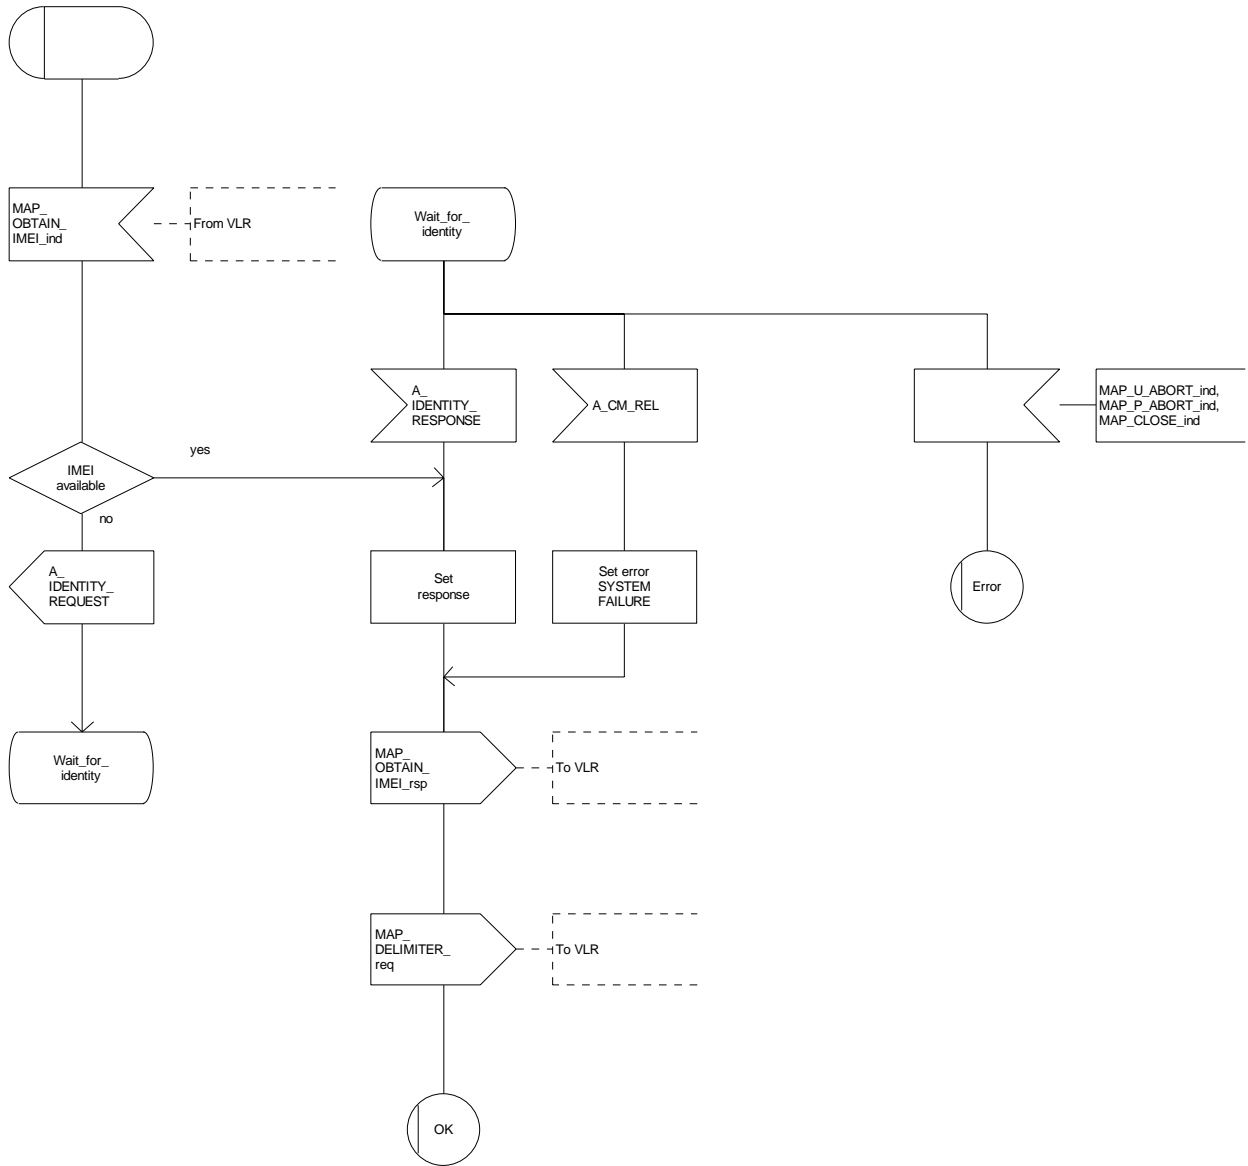 MAP_
OBTAIN_
IMEI_ind
From VLR
Wait_for_
identity
A_
IDENTITY_
RESPONSE
A_CM_REL
MAP_U_ABORT_ind,
MAP_P_ABORT_ind,
MAP_CLOSE_ind
yes
IMEI
available
no
A_
IDENTITY_
REQUEST
Set
response
Set error
SYSTEM
FAILURE
Error
Wait_for_
identity
MAP_
OBTAIN_
IMEI_rsp
To VLR
MAP_
DELIMITER_
req
To VLR
OK